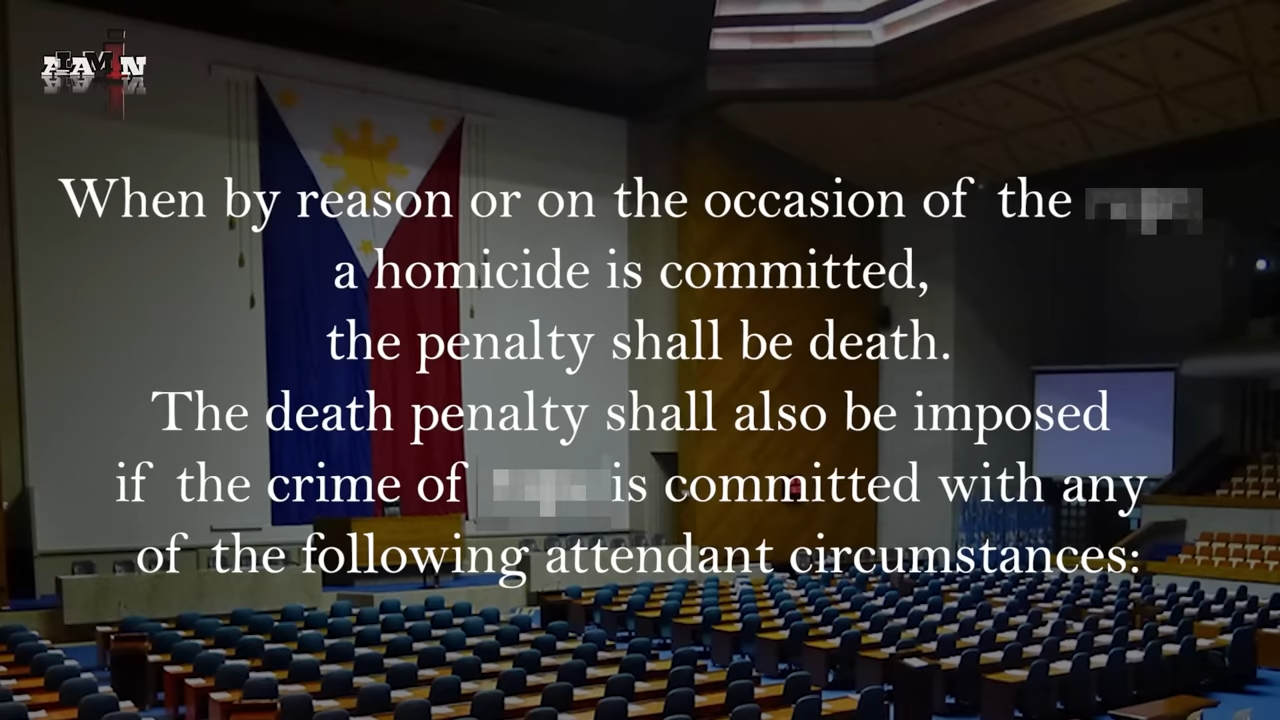 ALAMIN
When by reason or on the occasion of the
a homicide is committed,
the penalty shall be death.
The death penalty shall also be imposed
if the crime of is committed with any
of the following attendant circumstances: